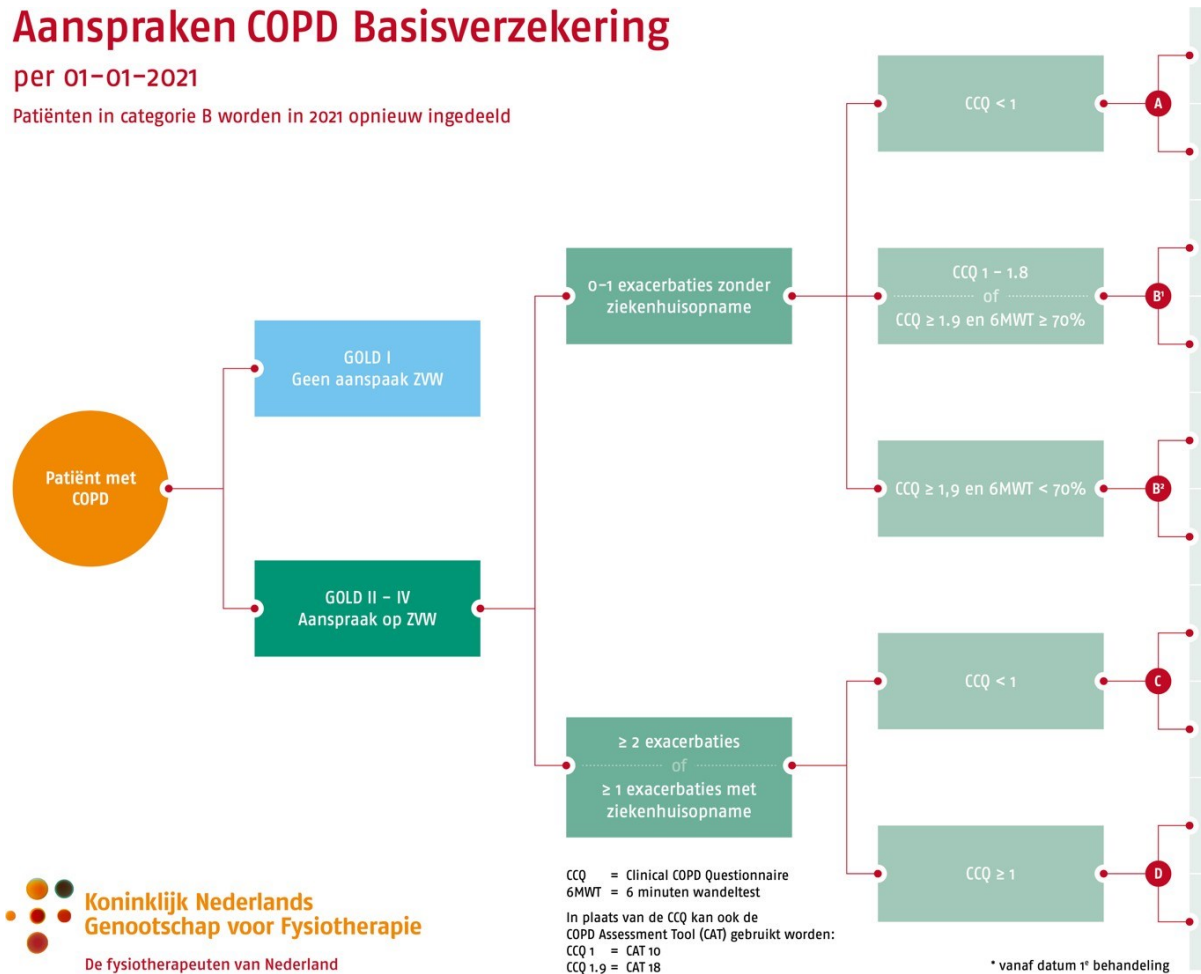 Aanspraken COPD Basisverzekering
per 01-01-2021
Patiënten in categorie B worden in 2021 opnieuw ingedeeld
Patiënt met
COPD
GOLD I
Geen aanspaak ZVW
GOLD II - IV
Aanspraak op ZVW
0-1 exacerbaties zonder
ziekenhuisopname
≥ 2 exacerbaties
of
≥ 1 exacerbaties met
ziekenhuisopname
CCQ < 1
A
CCQ 1 - 1.8
of
CCQ ≥ 1.9 en 6MWT ≥ 70%
B¹
CCQ ≥ 1,9 en 6MWT < 70%
B²
CCQ < 1
C
CCQ ≥ 1
D
CCQ = Clinical COPD Questionnaire
6MWT = 6 minuten wandeltest
In plaats van de CCQ kan ook de
COPD Assessment Tool (CAT) gebruikt worden:
CCQ 1 = CAT 10
CCQ 1.9 = CAT 18
Koninklijk Nederlands
Genootschap voor Fysiotherapie
De fysiotherapeuten van Nederland
* vanaf datum 1ᵉ behandeling